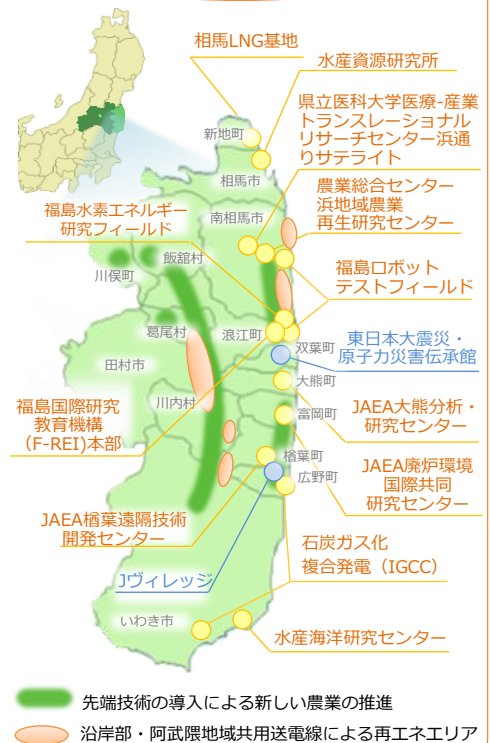 相馬LNG基地
水産資源研究所
県立医科大学医療-産業
トランスレーショナル
リサーチセンター浜通
りサテライト
新地町
相馬市
農業総合センター
浜地域農業
再生研究センター
福島水素エネルギー
研究フィールド
南相馬市
飯舘村
川俣町
福島ロボット
テストフィールド
葛尾村
浪江町
双葉町
東日本大震災・
原子力災害伝承館
田村市
大熊町
川内村
福島国際研究
教育機構
（F-REI)本部
富岡町
JAEA大熊分析・
研究センター
楢葉町
広野町
JAEA廃炉環境
国際共同
研究センター
JAEA楢葉遠隔技術
開発センター
石炭ガス化
複合発電（IGCC）
Jヴィレッジ
いわき市
水産海洋研究センター
先端技術の導入による新しい農業の推進
沿岸部・阿武隈地域共用送電線による再エネエリア